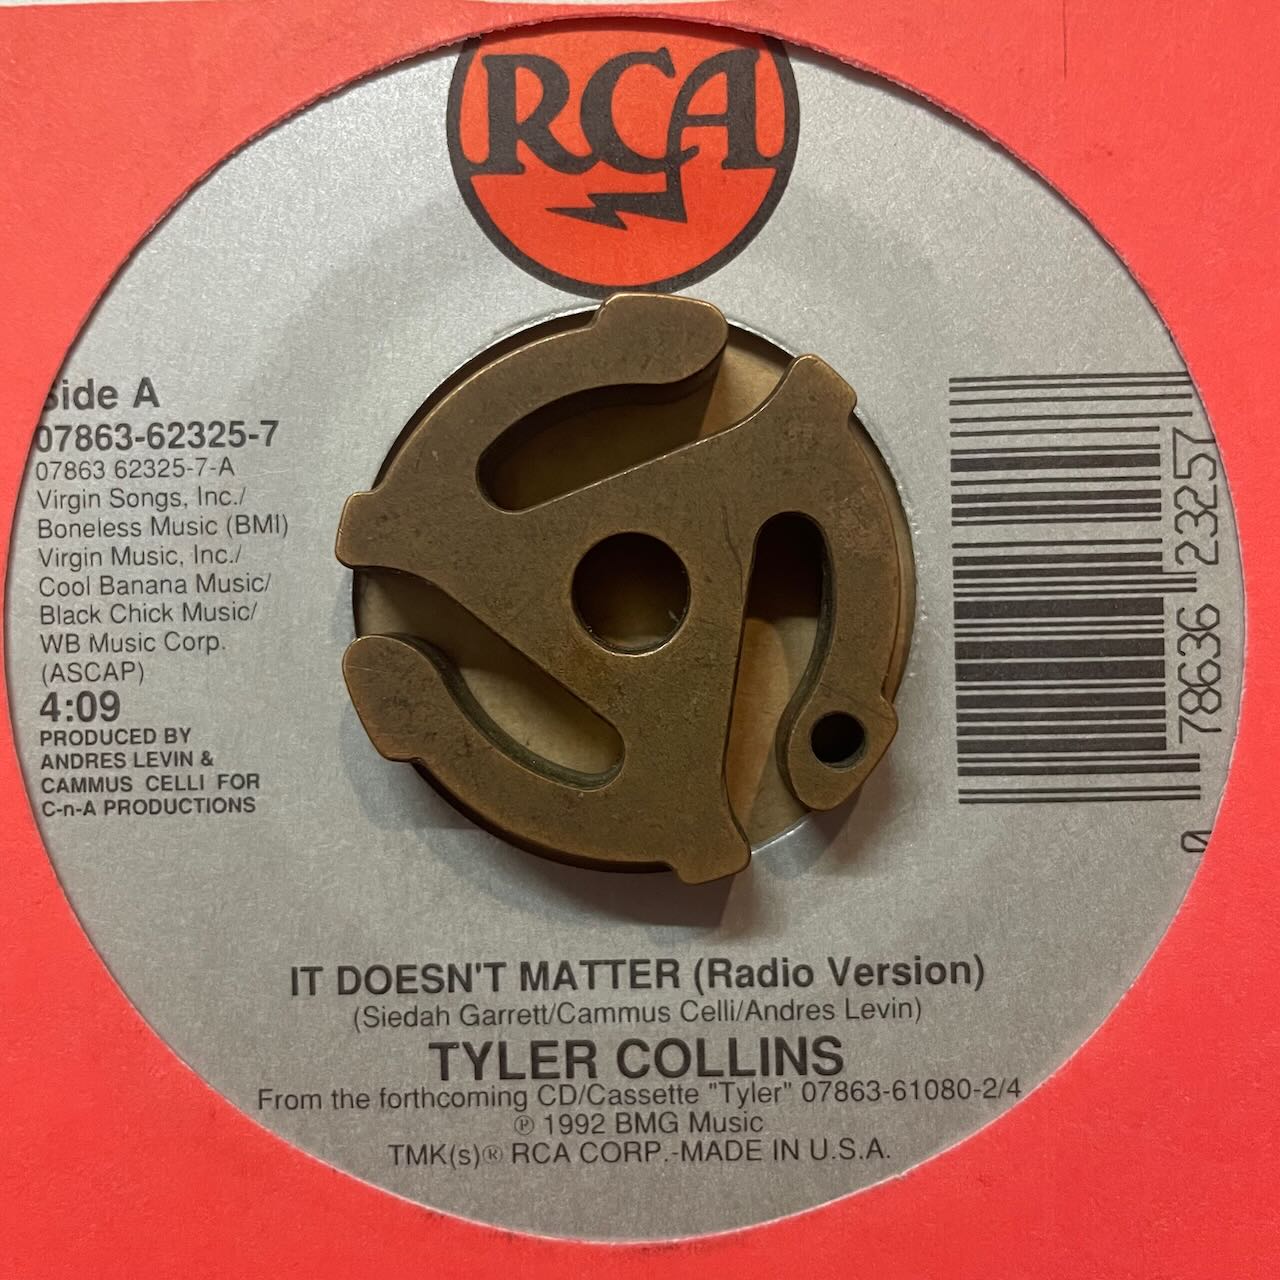 RCA
Side A
07863-62325-7
07863 62325-7-A
Virgin Songs, Inc./
Boneless Music (BMI)
Virgin Music, Inc./
Cool Banana Music/
Black Chick Music/
WB Music Corp.
(ASCAP)
4:09
PRODUCED BY
ANDRES LEVIN &
CAMMUS CELLI FOR
C-n-A PRODUCTIONS
0 78636 23257
IT DOESN'T MATTER (Radio Version)
(Siedah Garrett/Cammus Celli/Andres Levin)
TYLER COLLINS
From the forthcoming CD/Cassette "Tyler" 07863-61080-2/4
℗ 1992 BMG Music
TMK(s)® RCA CORP.-MADE IN U.S.A.